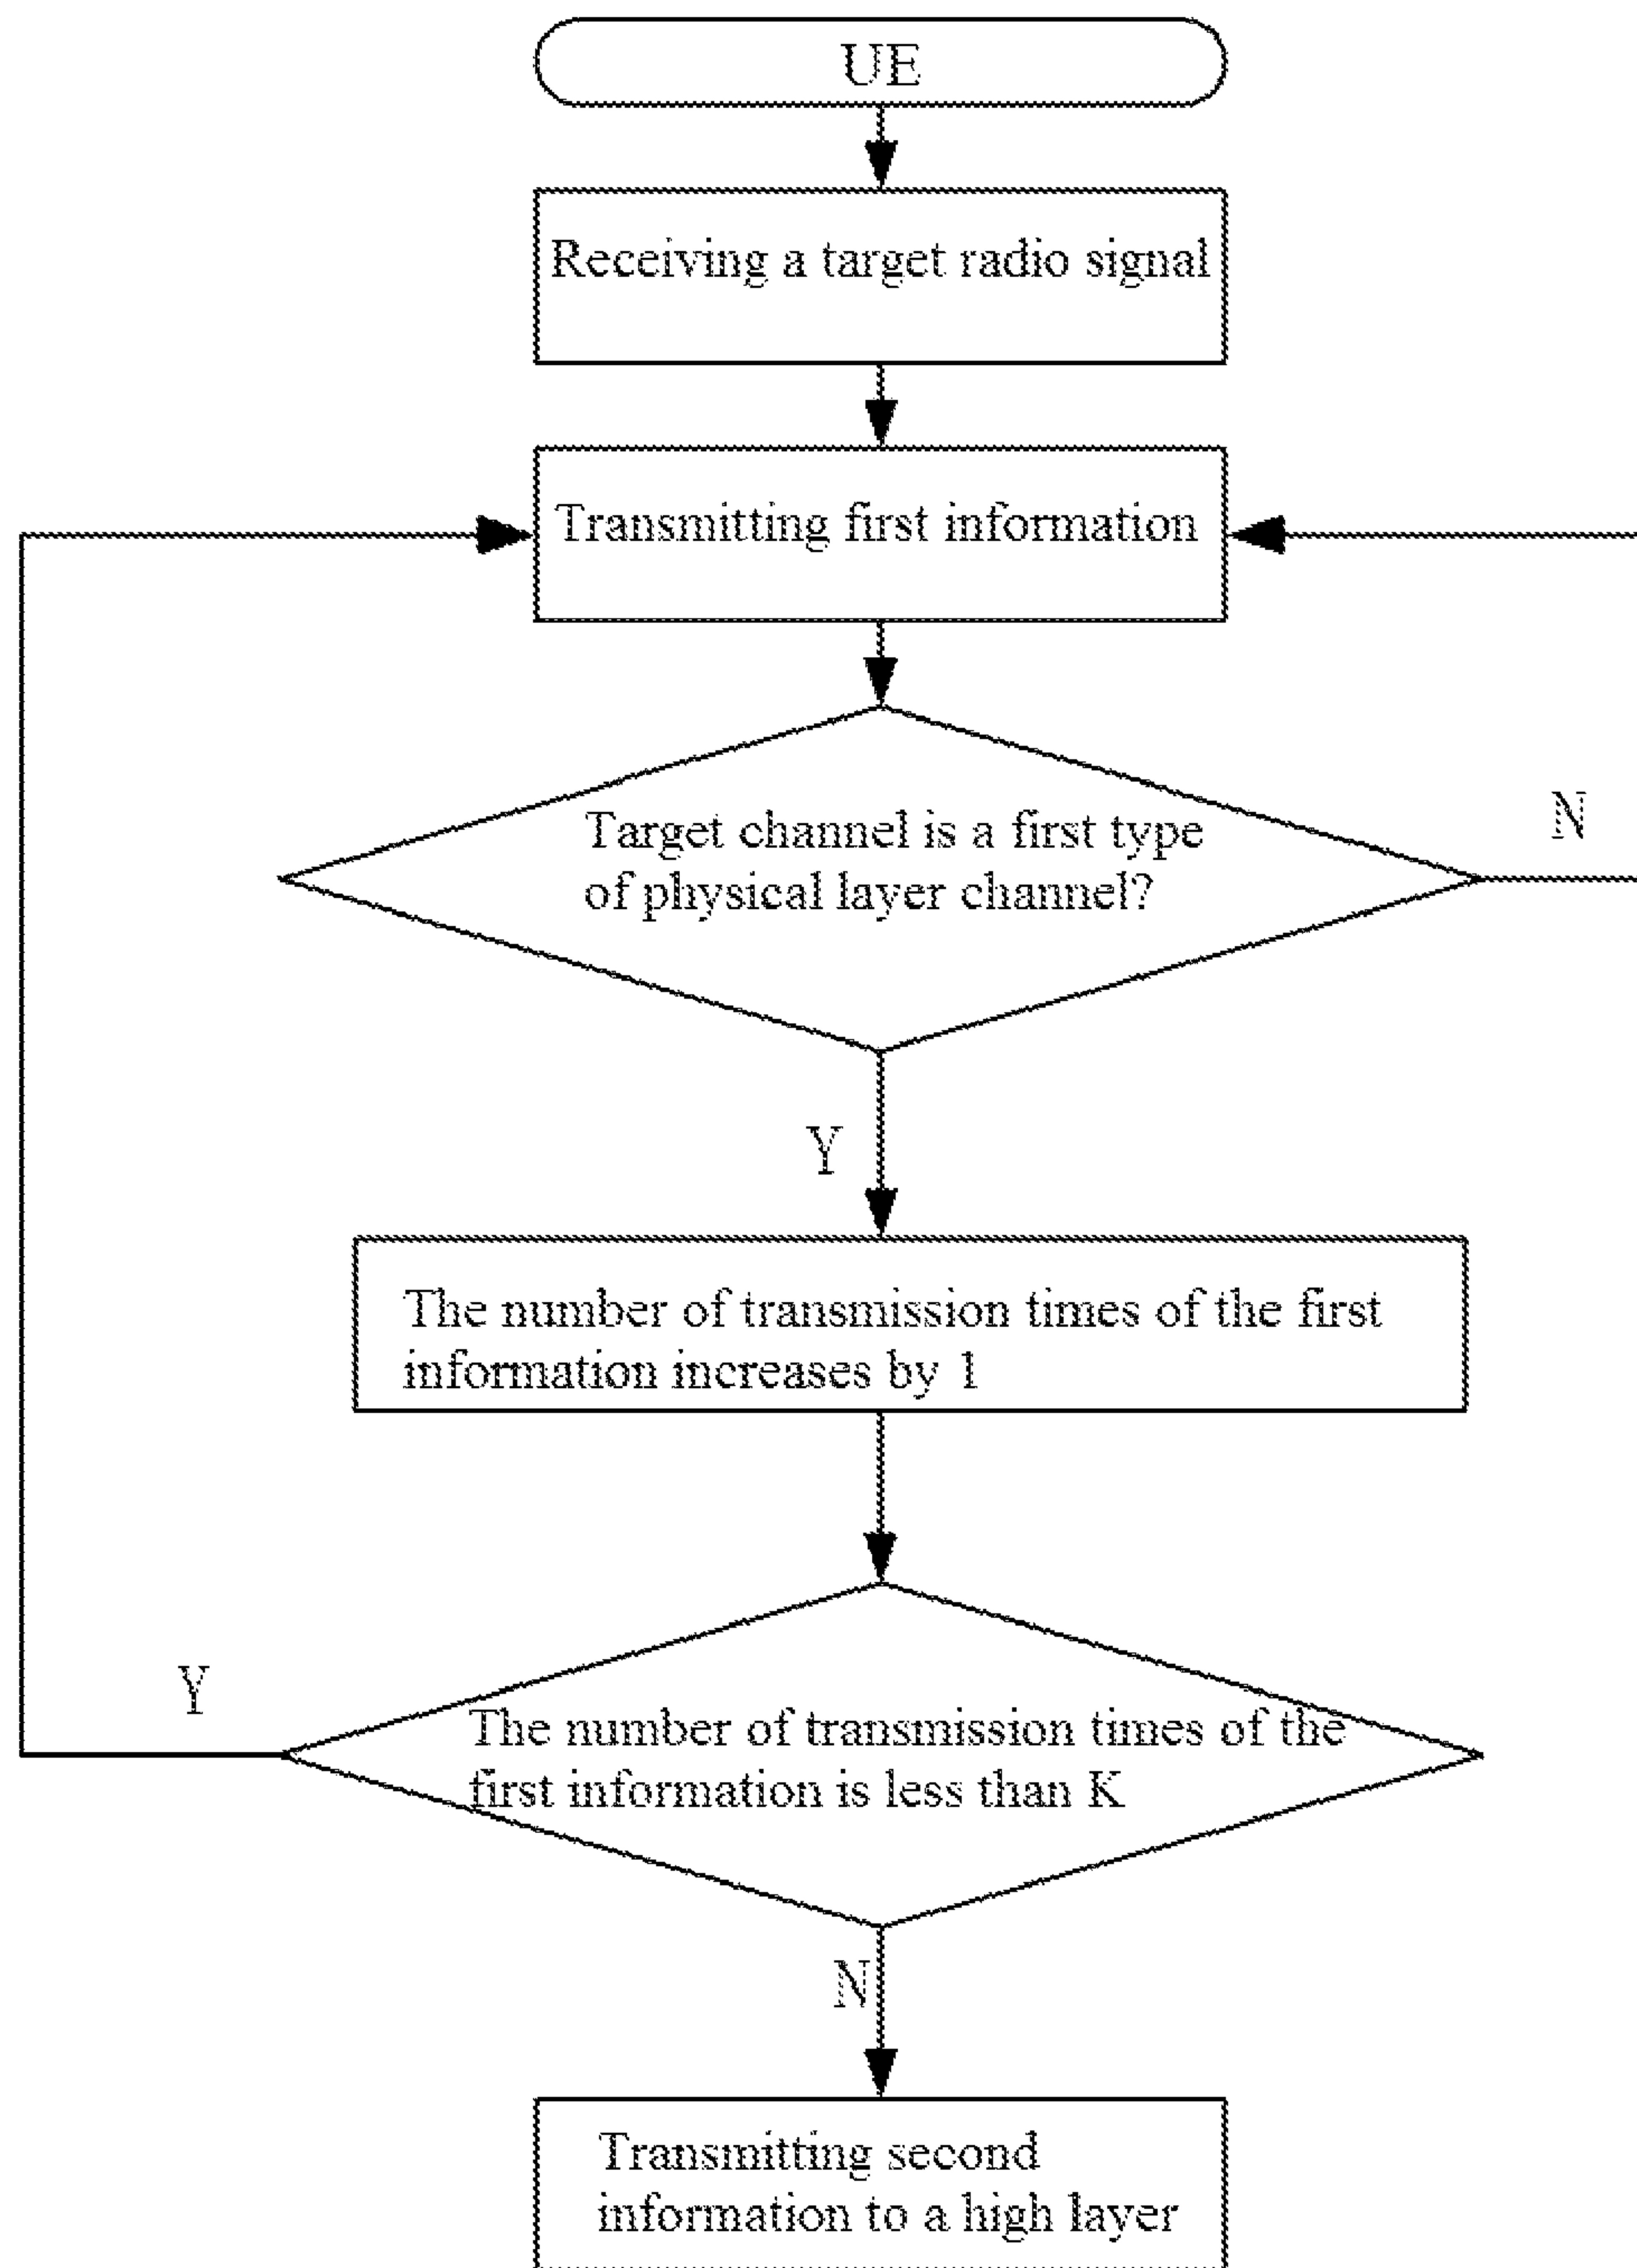 UE
Receiving a target radio signal
Transmitting first information
Target channel is a first type
of physical layer channel?
N
Y
The number of transmission times of the first
information increases by 1
Y
The number of transmission times of the
first information is less than K
N
Transmitting second
information to a high layer